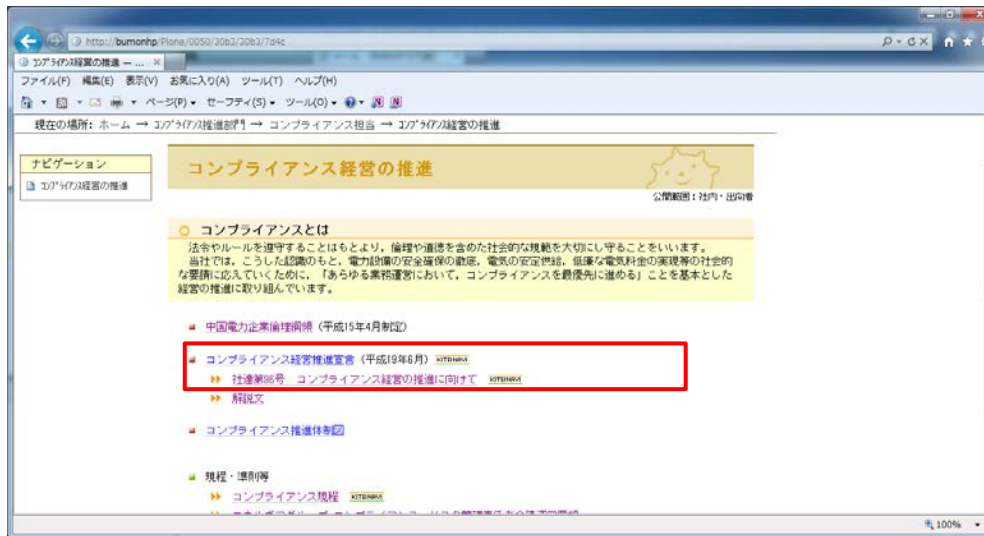 http://bumonhp/Plone/0050/30b3/30b3/7d4c
ｺﾝﾌﾟﾗｲｱﾝｽ経営の推進 — ...
ファイル(F) 編集(E) 表示(V) お気に入り(A) ツール(T) ヘルプ(H)
ページ(P) セーフティ(S) ツール(O)
現在の場所: ホーム → ｺﾝﾌﾟﾗｲｱﾝｽ推進部門 → コンプライアンス担当 → ｺﾝﾌﾟﾗｲｱﾝｽ経営の推進
ナビゲーション
ｺﾝﾌﾟﾗｲｱﾝｽ経営の推進
コンプライアンス経営の推進
公開範囲：社内・出向者
コンプライアンスとは
法令やルールを遵守することはもとより，倫理や道徳を含めた社会的な規範を大切にし守ることをいいます。
当社では，こうした認識のもと，電力設備の安全確保の徹底，電気の安定供給，低廉な電気料金の実現等の社会的
な要請に応えていくために，「あらゆる業務運営において，コンプライアンスを最優先に進める」ことを基本とした
経営の推進に取り組んでいます。
中国電力企業倫理綱領（平成15年4月制定）
コンプライアンス経営推進宣言（平成19年6月） KITEINAVI
社達第86号 コンプライアンス経営の推進に向けて KITEINAVI
解説文
コンプライアンス推進体制図
規程・準則等
コンプライアンス規程 KITEINAVI
100%